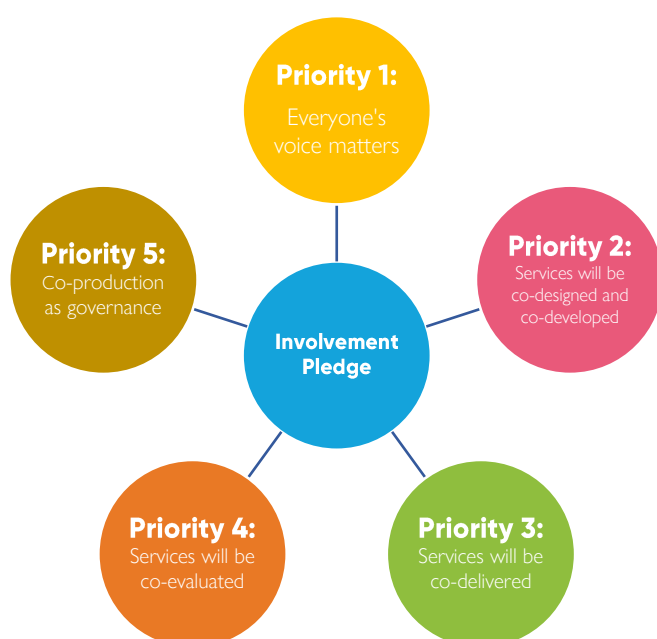 Priority 1:
Everyone's
voice matters
Priority 2:
Services will be
co-designed and
co-developed
Priority 5:
Co-production
as governance
Involvement
Pledge
Priority 4:
Services will be
co-evaluated
Priority 3:
Services will be
co-delivered